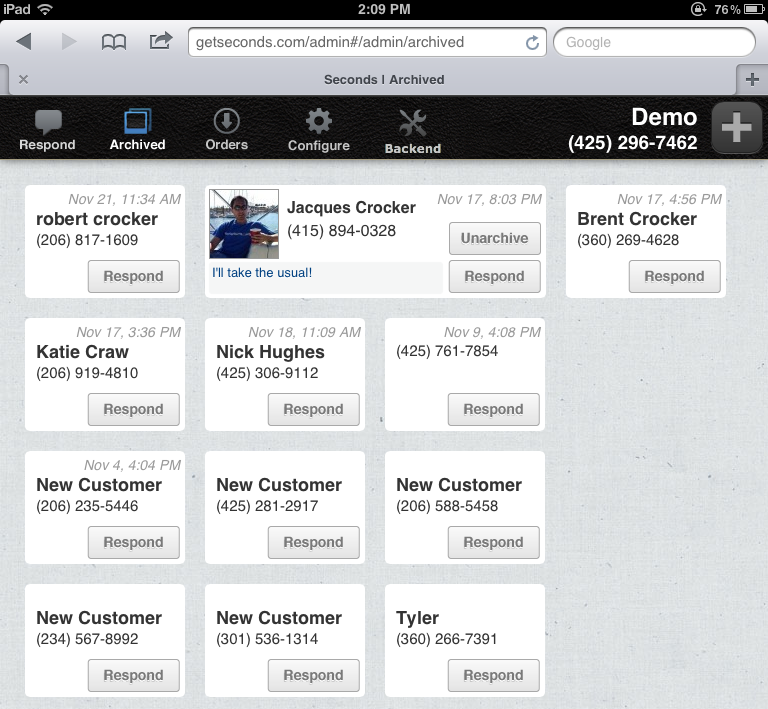 iPad 2:09 PM 76%
getseconds.com/admin#/admin/archived Google
Seconds | Archived
Respond Archived Orders Configure Backend
Demo
(425) 296-7462
Nov 21, 11:34 AM
robert crocker
(206) 817-1609
Respond
Nov 17, 8:03 PM
Jacques Crocker
(415) 894-0328
Unarchive
I'll take the usual!
Respond
Nov 17, 4:56 PM
Brent Crocker
(360) 269-4628
Respond
Nov 17, 3:36 PM
Katie Craw
(206) 919-4810
Respond
Nov 18, 11:09 AM
Nick Hughes
(425) 306-9112
Respond
Nov 9, 4:08 PM
(425) 761-7854
Respond
Nov 4, 4:04 PM
New Customer
(206) 235-5446
Respond
New Customer
(425) 281-2917
Respond
New Customer
(206) 588-5458
Respond
New Customer
(234) 567-8992
Respond
New Customer
(301) 536-1314
Respond
Tyler
(360) 266-7391
Respond